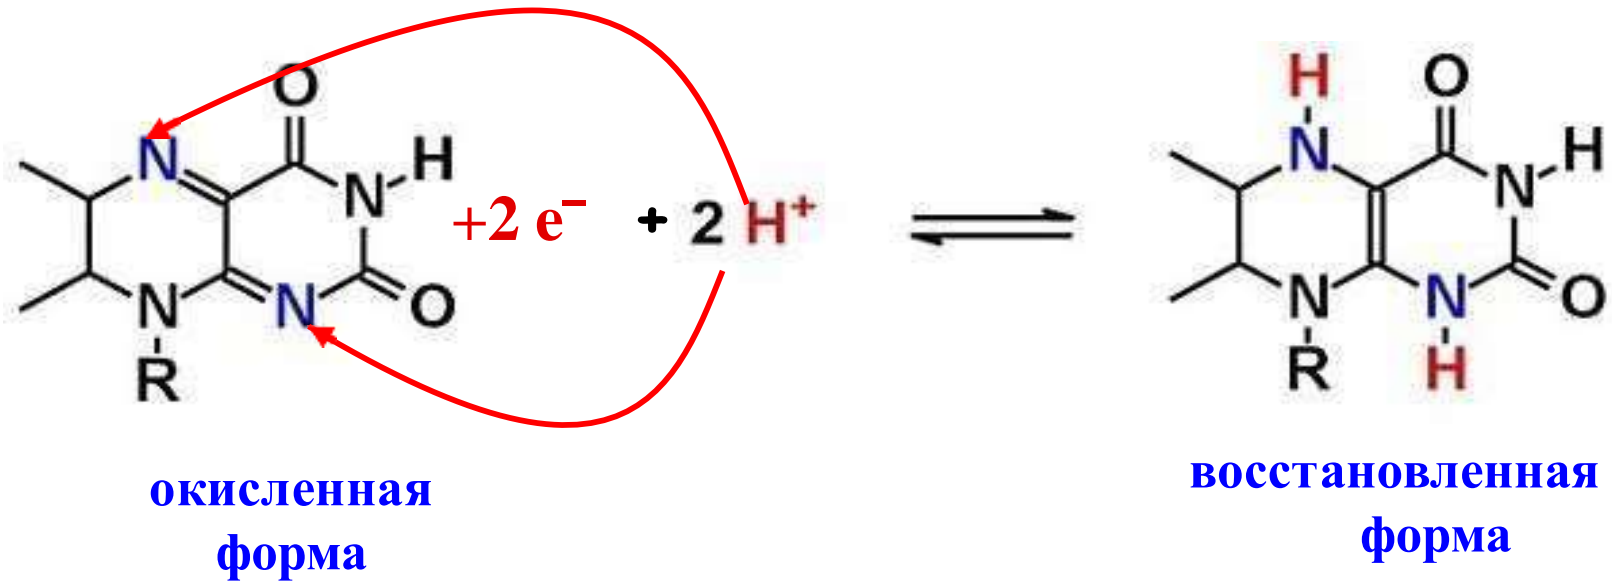 O
N
H
N
+2 e⁻ + 2 H⁺
N
N
O
R
H
O
N
H
N
N
N
O
R
H
окисленная
форма
восстановленная
форма